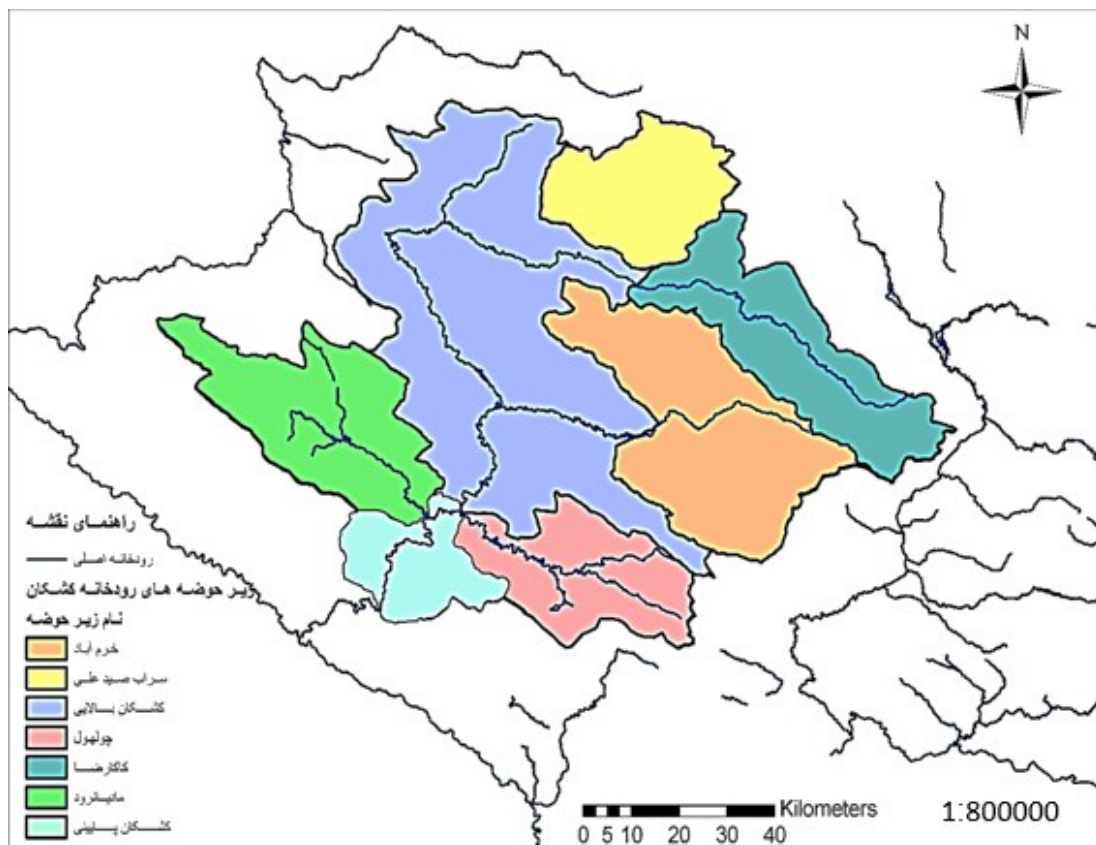 N
راهنمای نقشه
رودخانه اصلی
زیر حوضه های رودخانه کشکان
نام زیر حوضه
خرم آباد
سراب صید علی
کشکان بالایی
چولهول
کاکارضا
مادیانرود
کشکان پایینی
Kilometers
0 5 10 20 30 40
1:800000